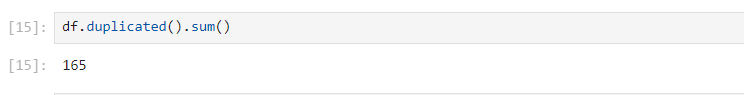 [15]: df.duplicated().sum()
[15]: 165